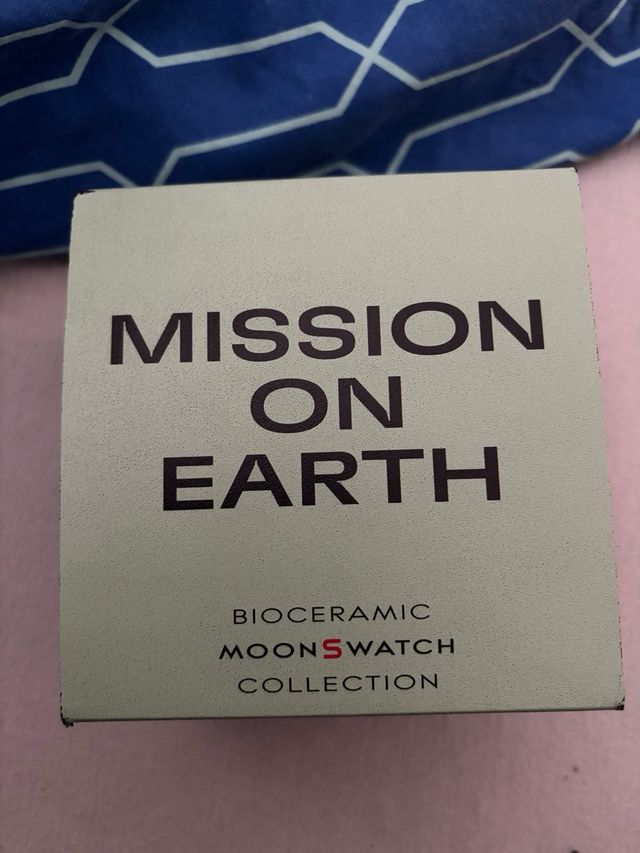 MISSION
ON
EARTH
BIOCERAMIC
MOONSWATCH
COLLECTION